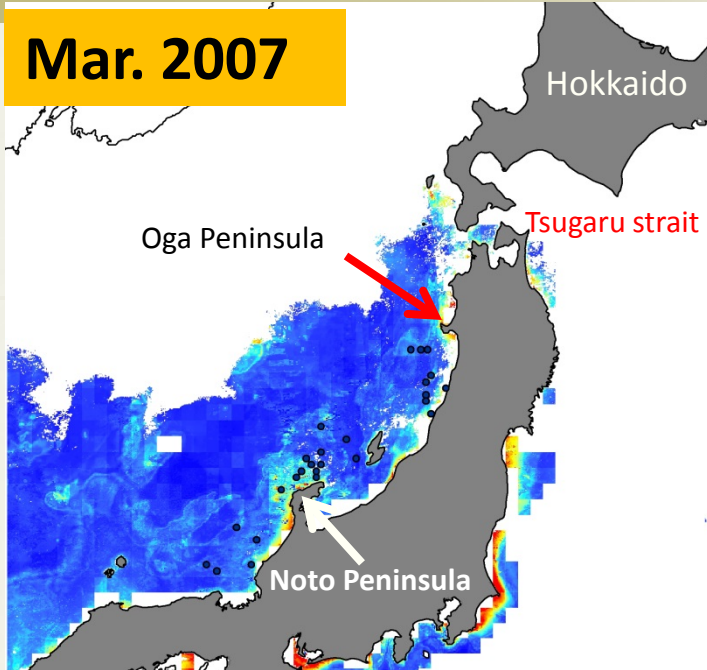 Mar. 2007
Hokkaido
Tsugaru strait
Oga Peninsula
Noto Peninsula